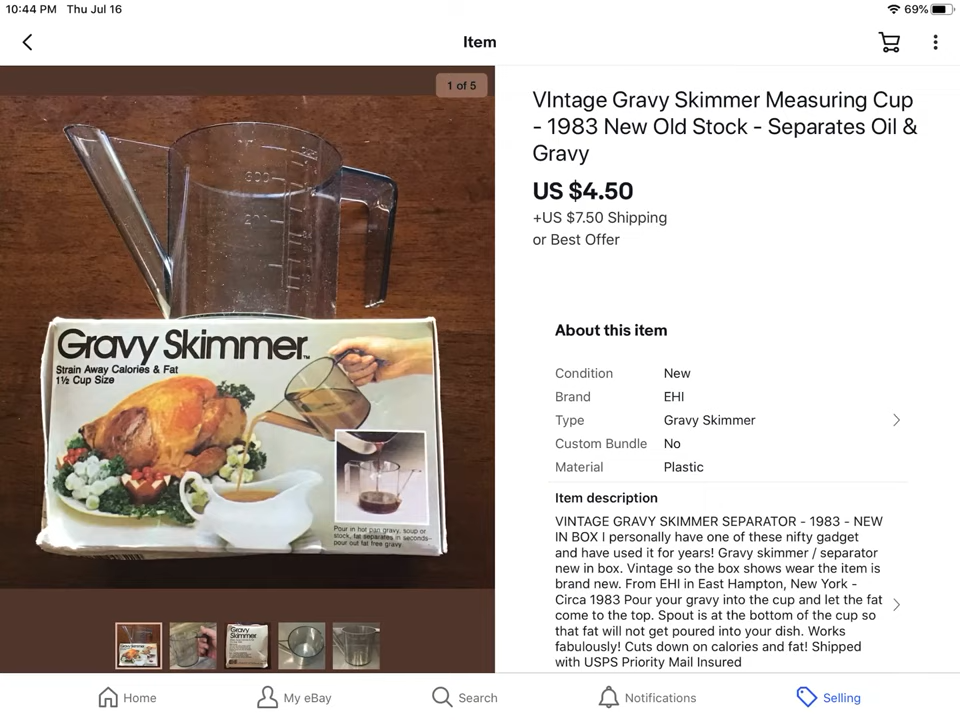 10:44 PM Thu Jul 16
69%
Item
1 of 5
VIntage Gravy Skimmer Measuring Cup
- 1983 New Old Stock - Separates Oil &
Gravy
US $4.50
+US $7.50 Shipping
or Best Offer
300
200
Gravy Skimmer™
Strain Away Calories & Fat
1½ Cup Size
Pour in hot pan gravy, soup or
stock, fat separates in seconds-
pour out fat free gravy
About this item
Condition New
Brand EHI
Type Gravy Skimmer
Custom Bundle No
Material Plastic
Item description
VINTAGE GRAVY SKIMMER SEPARATOR - 1983 - NEW
IN BOX I personally have one of these nifty gadget
and have used it for years! Gravy skimmer / separator
new in box. Vintage so the box shows wear the item is
brand new. From EHI in East Hampton, New York -
Circa 1983 Pour your gravy into the cup and let the fat
come to the top. Spout is at the bottom of the cup so
that fat will not get poured into your dish. Works
fabulously! Cuts down on calories and fat! Shipped
with USPS Priority Mail Insured
Gravy
Skimmer
Home
My eBay
Search
Notifications
Selling